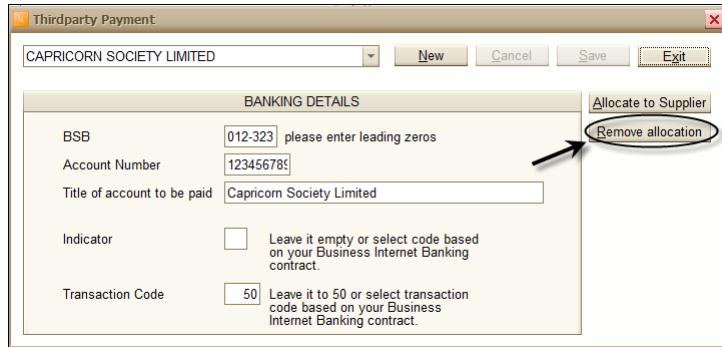 Thirdparty Payment
CAPRICORN SOCIETY LIMITED
New
Cancel
Save
Exit
BANKING DETAILS
Allocate to Supplier
Remove allocation
BSB
012-323
please enter leading zeros
Account Number
123456789
Title of account to be paid
Capricorn Society Limited
Indicator
Leave it empty or select code based
on your Business Internet Banking
contract.
Transaction Code
50
Leave it to 50 or select transaction
code based on your Business
Internet Banking contract.